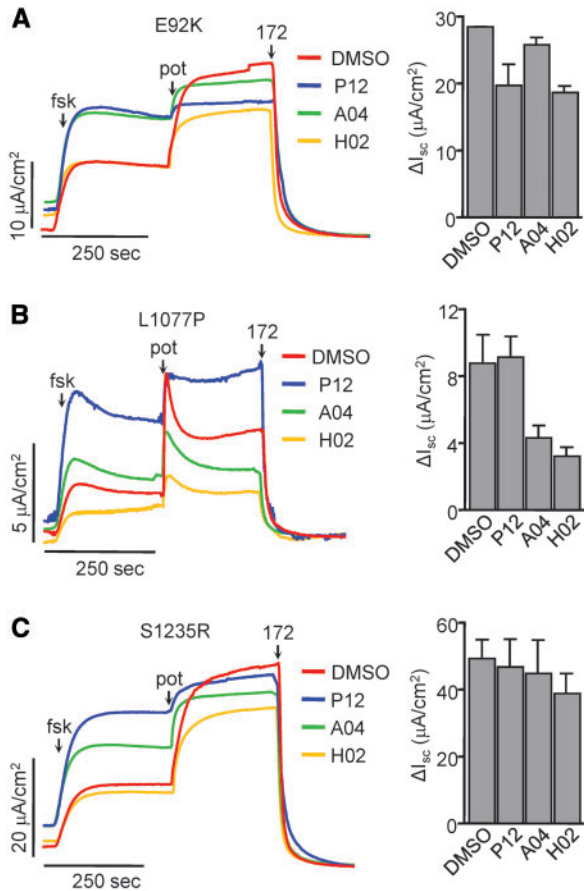 A
E92K
fsk
pot
172
DMSO
P12
A04
H02
10 μA/cm²
250 sec
ΔIsc (μA/cm²)
30
20
10
0
DMSO
P12
A04
H02
B
L1077P
fsk
pot
172
DMSO
P12
A04
H02
5 μA/cm²
250 sec
ΔIsc (μA/cm²)
12
8
4
0
DMSO
P12
A04
H02
C
S1235R
fsk
pot
172
DMSO
P12
A04
H02
20 μA/cm²
250 sec
ΔIsc (μA/cm²)
60
40
20
0
DMSO
P12
A04
H02